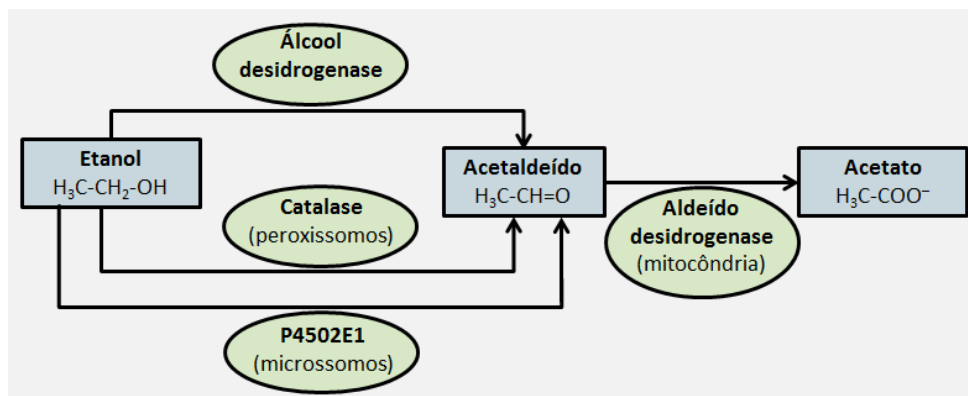 Álcool
desidrogenase
Etanol
H₃C-CH₂-OH
Acetaldeído
H₃C-CH=O
Acetato
H₃C-COO⁻
Catalase
(peroxissomos)
Aldeído
desidrogenase
(mitocôndria)
P4502E1
(microssomos)